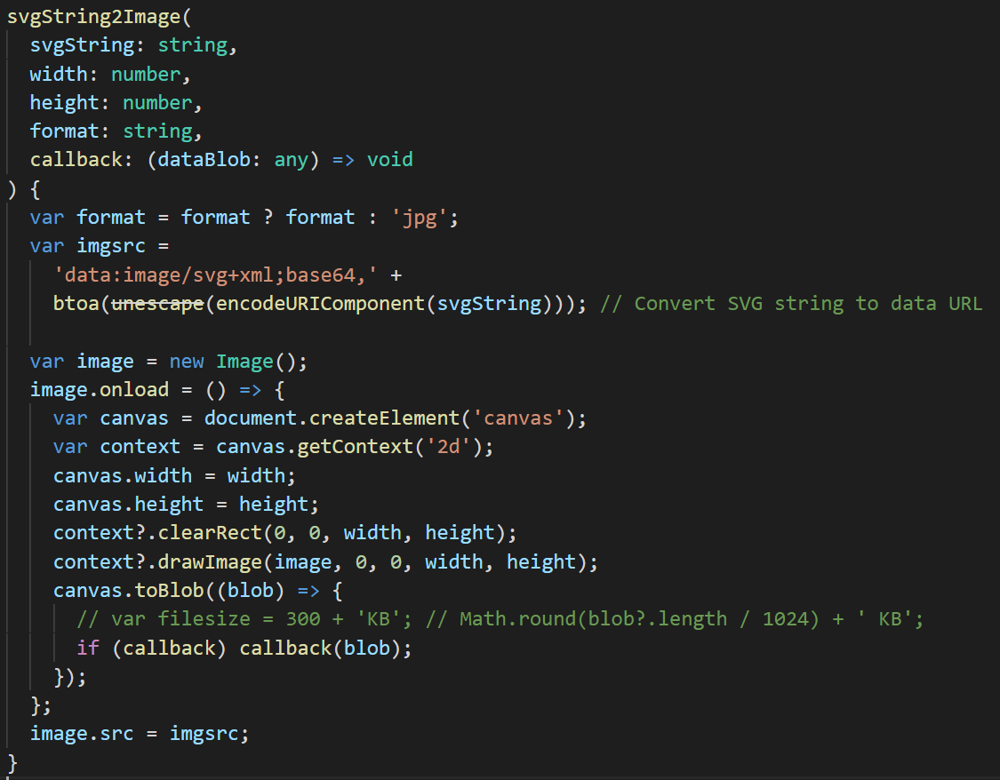 svgString2Image(
  svgString: string,
  width: number,
  height: number,
  format: string,
  callback: (dataBlob: any) => void
) {
  var format = format ? format : 'jpg';
  var imgsrc =
    'data:image/svg+xml;base64,' +
    btoa(unescape(encodeURIComponent(svgString))); // Convert SVG string to data URL

  var image = new Image();
  image.onload = () => {
    var canvas = document.createElement('canvas');
    var context = canvas.getContext('2d');
    canvas.width = width;
    canvas.height = height;
    context?.clearRect(0, 0, width, height);
    context?.drawImage(image, 0, 0, width, height);
    canvas.toBlob((blob) => {
      // var filesize = 300 + 'KB'; // Math.round(blob?.length / 1024) + ' KB';
      if (callback) callback(blob);
    });
  };
  image.src = imgsrc;
}